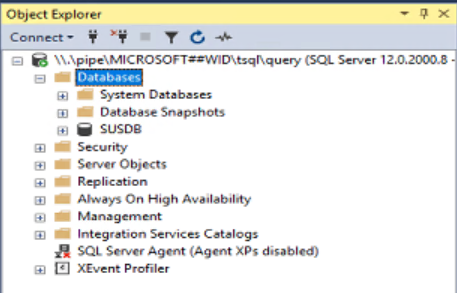 Object Explorer
Connect
\\.\pipe\MICROSOFT##WID\tsql\query (SQL Server 12.0.2000.8 -
Databases
System Databases
Database Snapshots
SUSDB
Security
Server Objects
Replication
Always On High Availability
Management
Integration Services Catalogs
SQL Server Agent (Agent XPs disabled)
XEvent Profiler